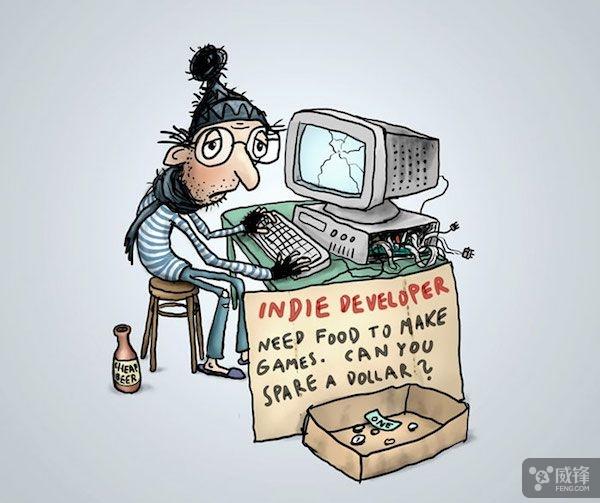 INDIE DEVELOPER
NEED FOOD TO MAKE
GAMES. CAN YOU
SPARE A DOLLAR?
CHEAP
BEER
ONE
威锋
FENG.COM